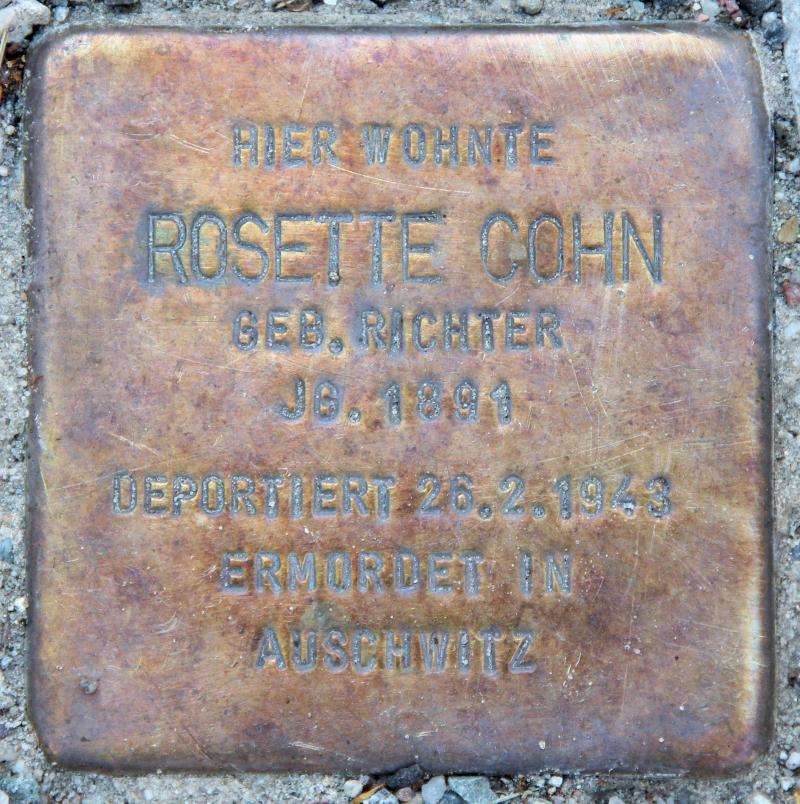 HIER WOHNTE
ROSETTE COHN
GEB. RICHTER
JG. 1891
DEPORTIERT 26.2.1943
ERMORDET IN
AUSCHWITZ